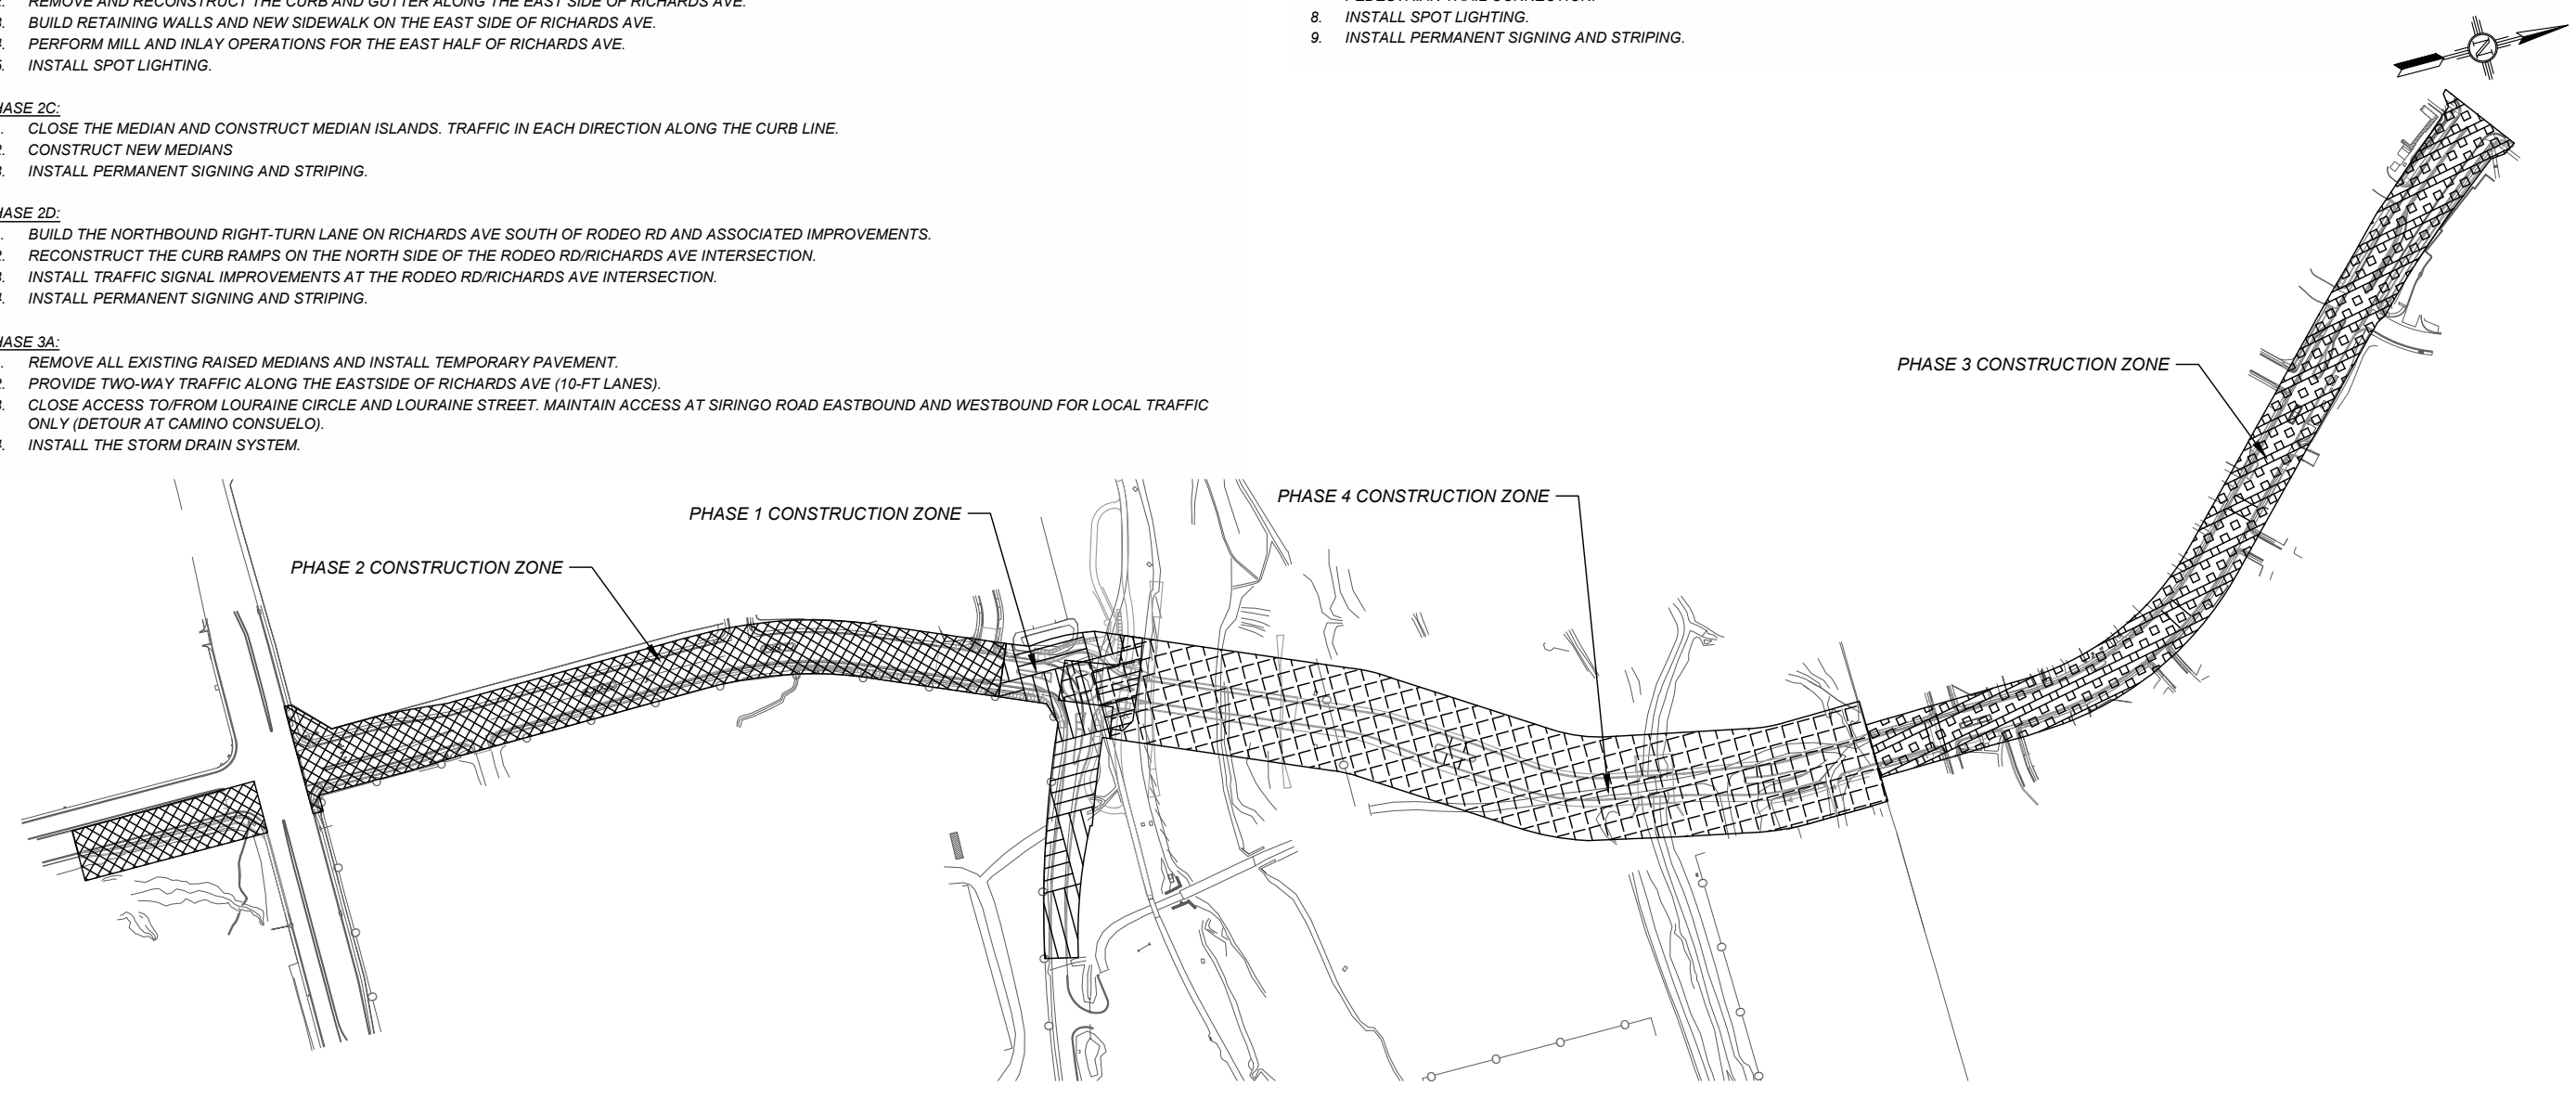 REMOVE AND RECONSTRUCT THE CURB AND GUTTER ALONG THE EAST SIDE OF RICHARDS AVE.
BUILD RETAINING WALLS AND NEW SIDEWALK ON THE EAST SIDE OF RICHARDS AVE.
PERFORM MILL AND INLAY OPERATIONS FOR THE EAST HALF OF RICHARDS AVE.
INSTALL SPOT LIGHTING.
HASE 2C:
CLOSE THE MEDIAN AND CONSTRUCT MEDIAN ISLANDS. TRAFFIC IN EACH DIRECTION ALONG THE CURB LINE.
CONSTRUCT NEW MEDIANS
INSTALL PERMANENT SIGNING AND STRIPING.
HASE 2D:
BUILD THE NORTHBOUND RIGHT-TURN LANE ON RICHARDS AVE SOUTH OF RODEO RD AND ASSOCIATED IMPROVEMENTS.
RECONSTRUCT THE CURB RAMPS ON THE NORTH SIDE OF THE RODEO RD/RICHARDS AVE INTERSECTION.
INSTALL TRAFFIC SIGNAL IMPROVEMENTS AT THE RODEO RD/RICHARDS AVE INTERSECTION.
INSTALL PERMANENT SIGNING AND STRIPING.
HASE 3A:
REMOVE ALL EXISTING RAISED MEDIANS AND INSTALL TEMPORARY PAVEMENT.
PROVIDE TWO-WAY TRAFFIC ALONG THE EASTSIDE OF RICHARDS AVE (10-FT LANES).
CLOSE ACCESS TO/FROM LOURAINE CIRCLE AND LOURAINE STREET. MAINTAIN ACCESS AT SIRINGO ROAD EASTBOUND AND WESTBOUND FOR LOCAL TRAFFIC
ONLY (DETOUR AT CAMINO CONSUELO).
INSTALL THE STORM DRAIN SYSTEM.
PEDESTRIAN TRAIL CONNECTION.
8. INSTALL SPOT LIGHTING.
9. INSTALL PERMANENT SIGNING AND STRIPING.
N
PHASE 3 CONSTRUCTION ZONE
PHASE 4 CONSTRUCTION ZONE
PHASE 1 CONSTRUCTION ZONE
PHASE 2 CONSTRUCTION ZONE